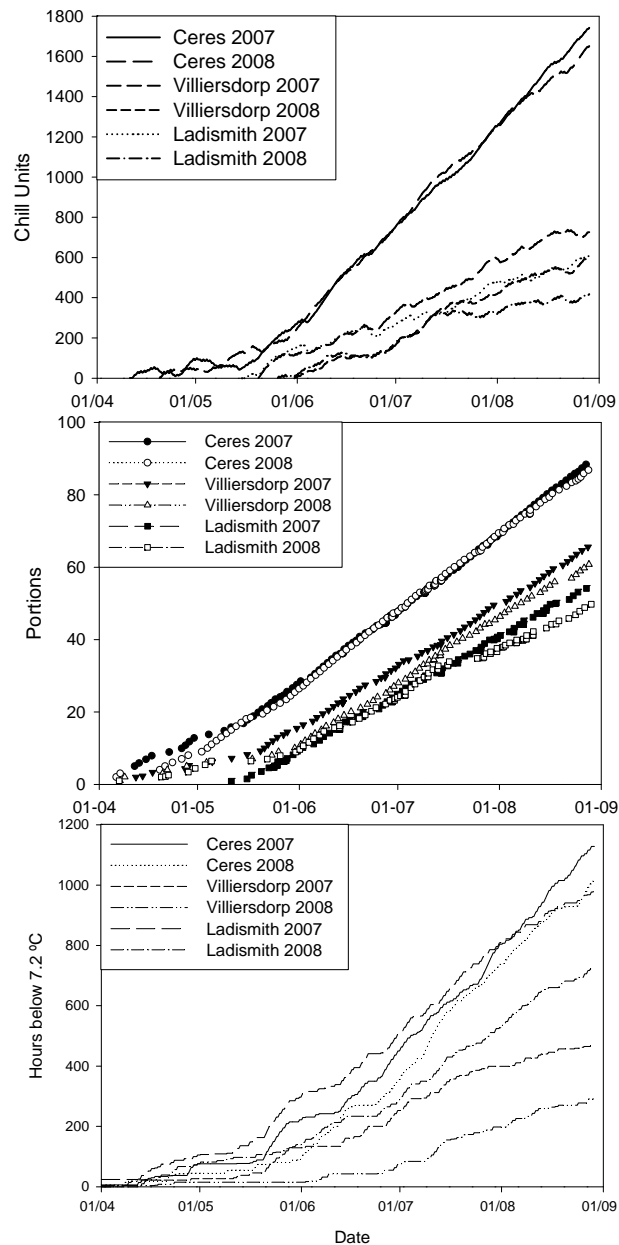 1800
1600
1400
1200
1000
800
600
400
200
0
Chill Units
Ceres 2007
Ceres 2008
Villiersdorp 2007
Villiersdorp 2008
Ladismith 2007
Ladismith 2008
01/04 01/05 01/06 01/07 01/08 01/09
100
80
60
40
20
0
Portions
Ceres 2007
Ceres 2008
Villiersdorp 2007
Villiersdorp 2008
Ladismith 2007
Ladismith 2008
01-04 01-05 01-06 01-07 01-08 01-09
1200
1000
800
600
400
200
0
Hours below 7.2 ºC
Ceres 2007
Ceres 2008
Villiersdorp 2007
Villiersdorp 2008
Ladismith 2007
Ladismith 2008
01/04 01/05 01/06 01/07 01/08 01/09
Date